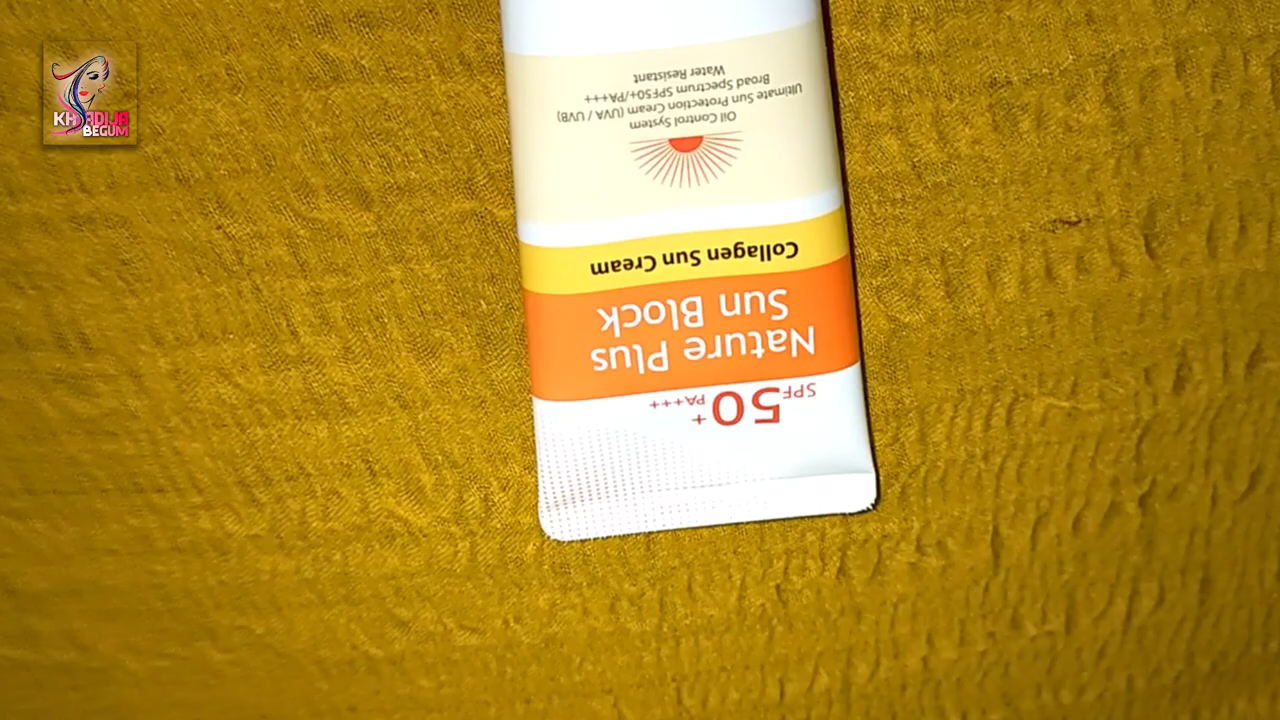 KHADIJA
BEGUM
SPF50+ PA+++
Nature Plus
Sun Block
Collagen Sun Cream
Oil Control System
Ultimate Sun Protection Cream (UVA / UVB)
Broad Spectrum SPF50+/PA+++
Water Resistant